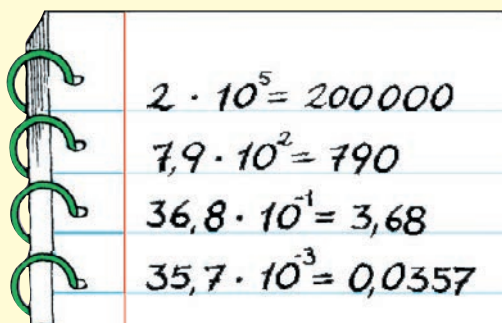 2 · 10⁵ = 200000
7,9 · 10² = 790
36,8 · 10⁻¹ = 3,68
35,7 · 10⁻³ = 0,0357